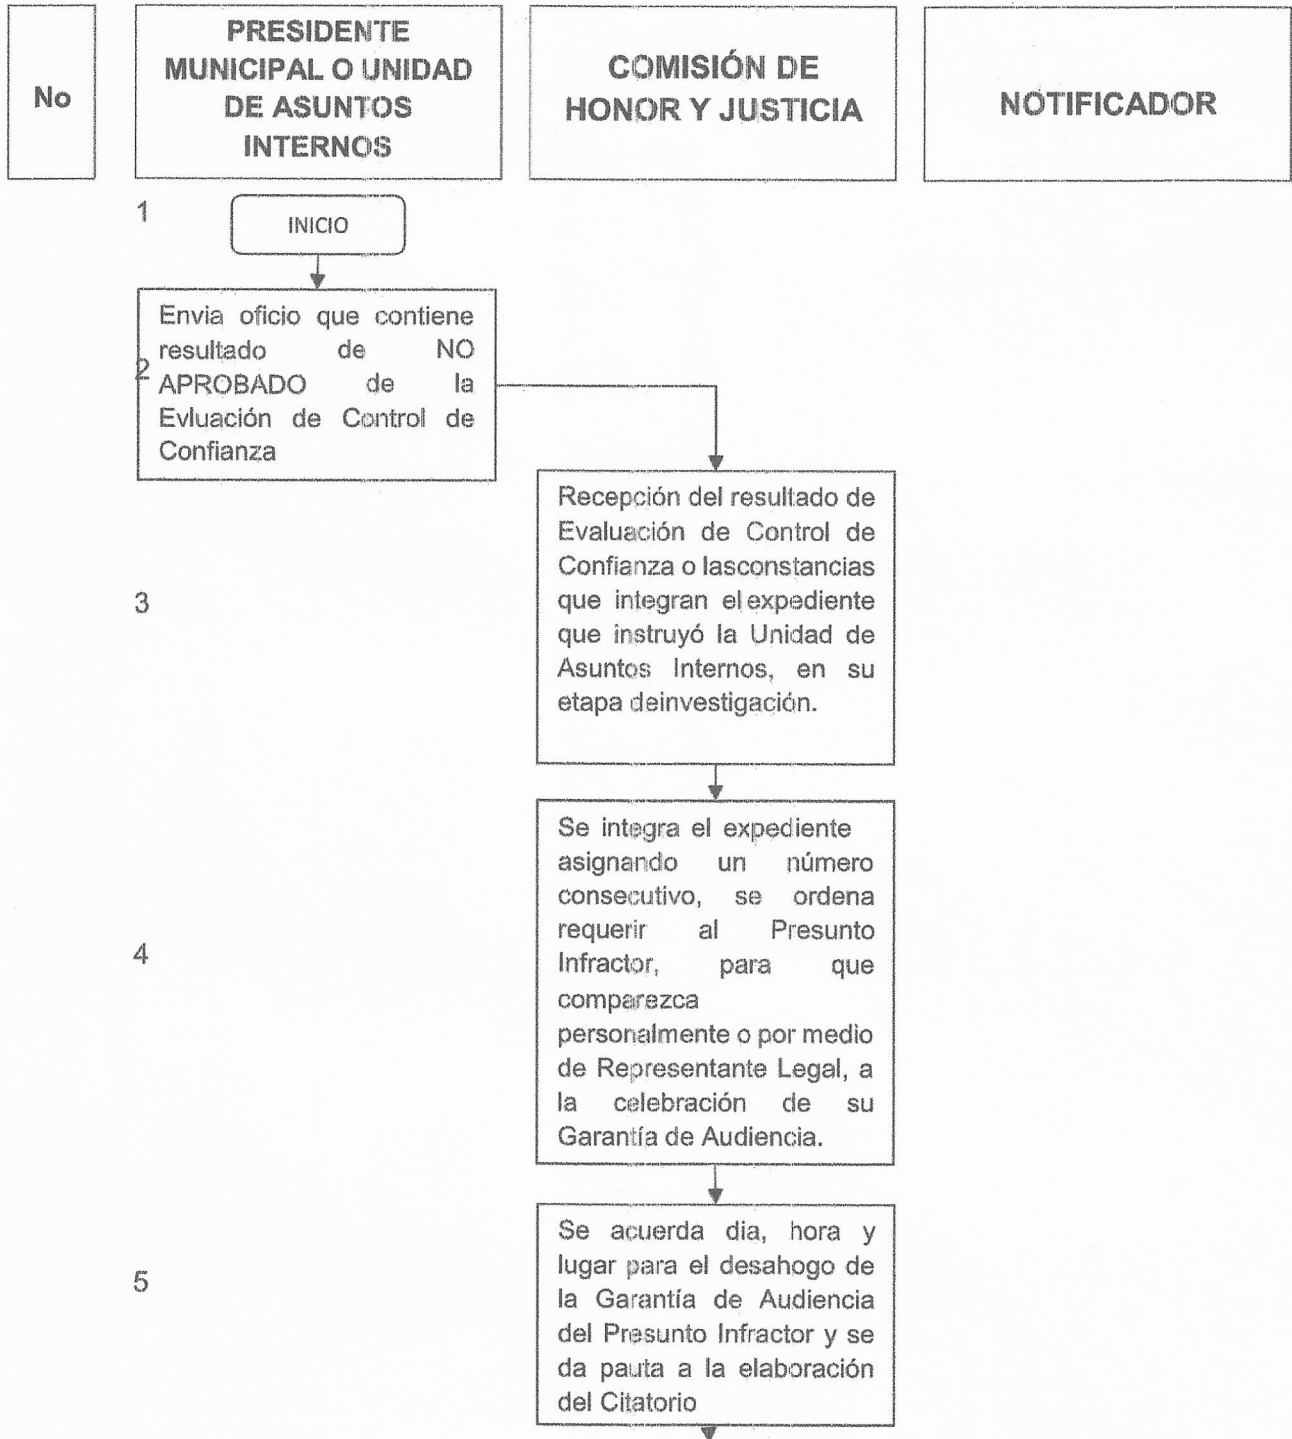 No
PRESIDENTE
MUNICIPAL O UNIDAD
DE ASUNTOS
INTERNOS
COMISIÓN DE
HONOR Y JUSTICIA
NOTIFICADOR
1
INICIO
2
Envia oficio que contiene
resultado de NO
APROBADO de la
Evluación de Control de
Confianza
3
Recepción del resultado de
Evaluación de Control de
Confianza o lasconstancias
que integran el expediente
que instruyó la Unidad de
Asuntos Internos, en su
etapa deinvestigación.
4
Se integra el expediente
asignando un número
consecutivo, se ordena
requerir al Presunto
Infractor, para que
comparezca
personalmente o por medio
de Representante Legal, a
la celebración de su
Garantía de Audiencia.
5
Se acuerda dia, hora y
lugar para el desahogo de
la Garantía de Audiencia
del Presunto Infractor y se
da pauta a la elaboración
del Citatorio